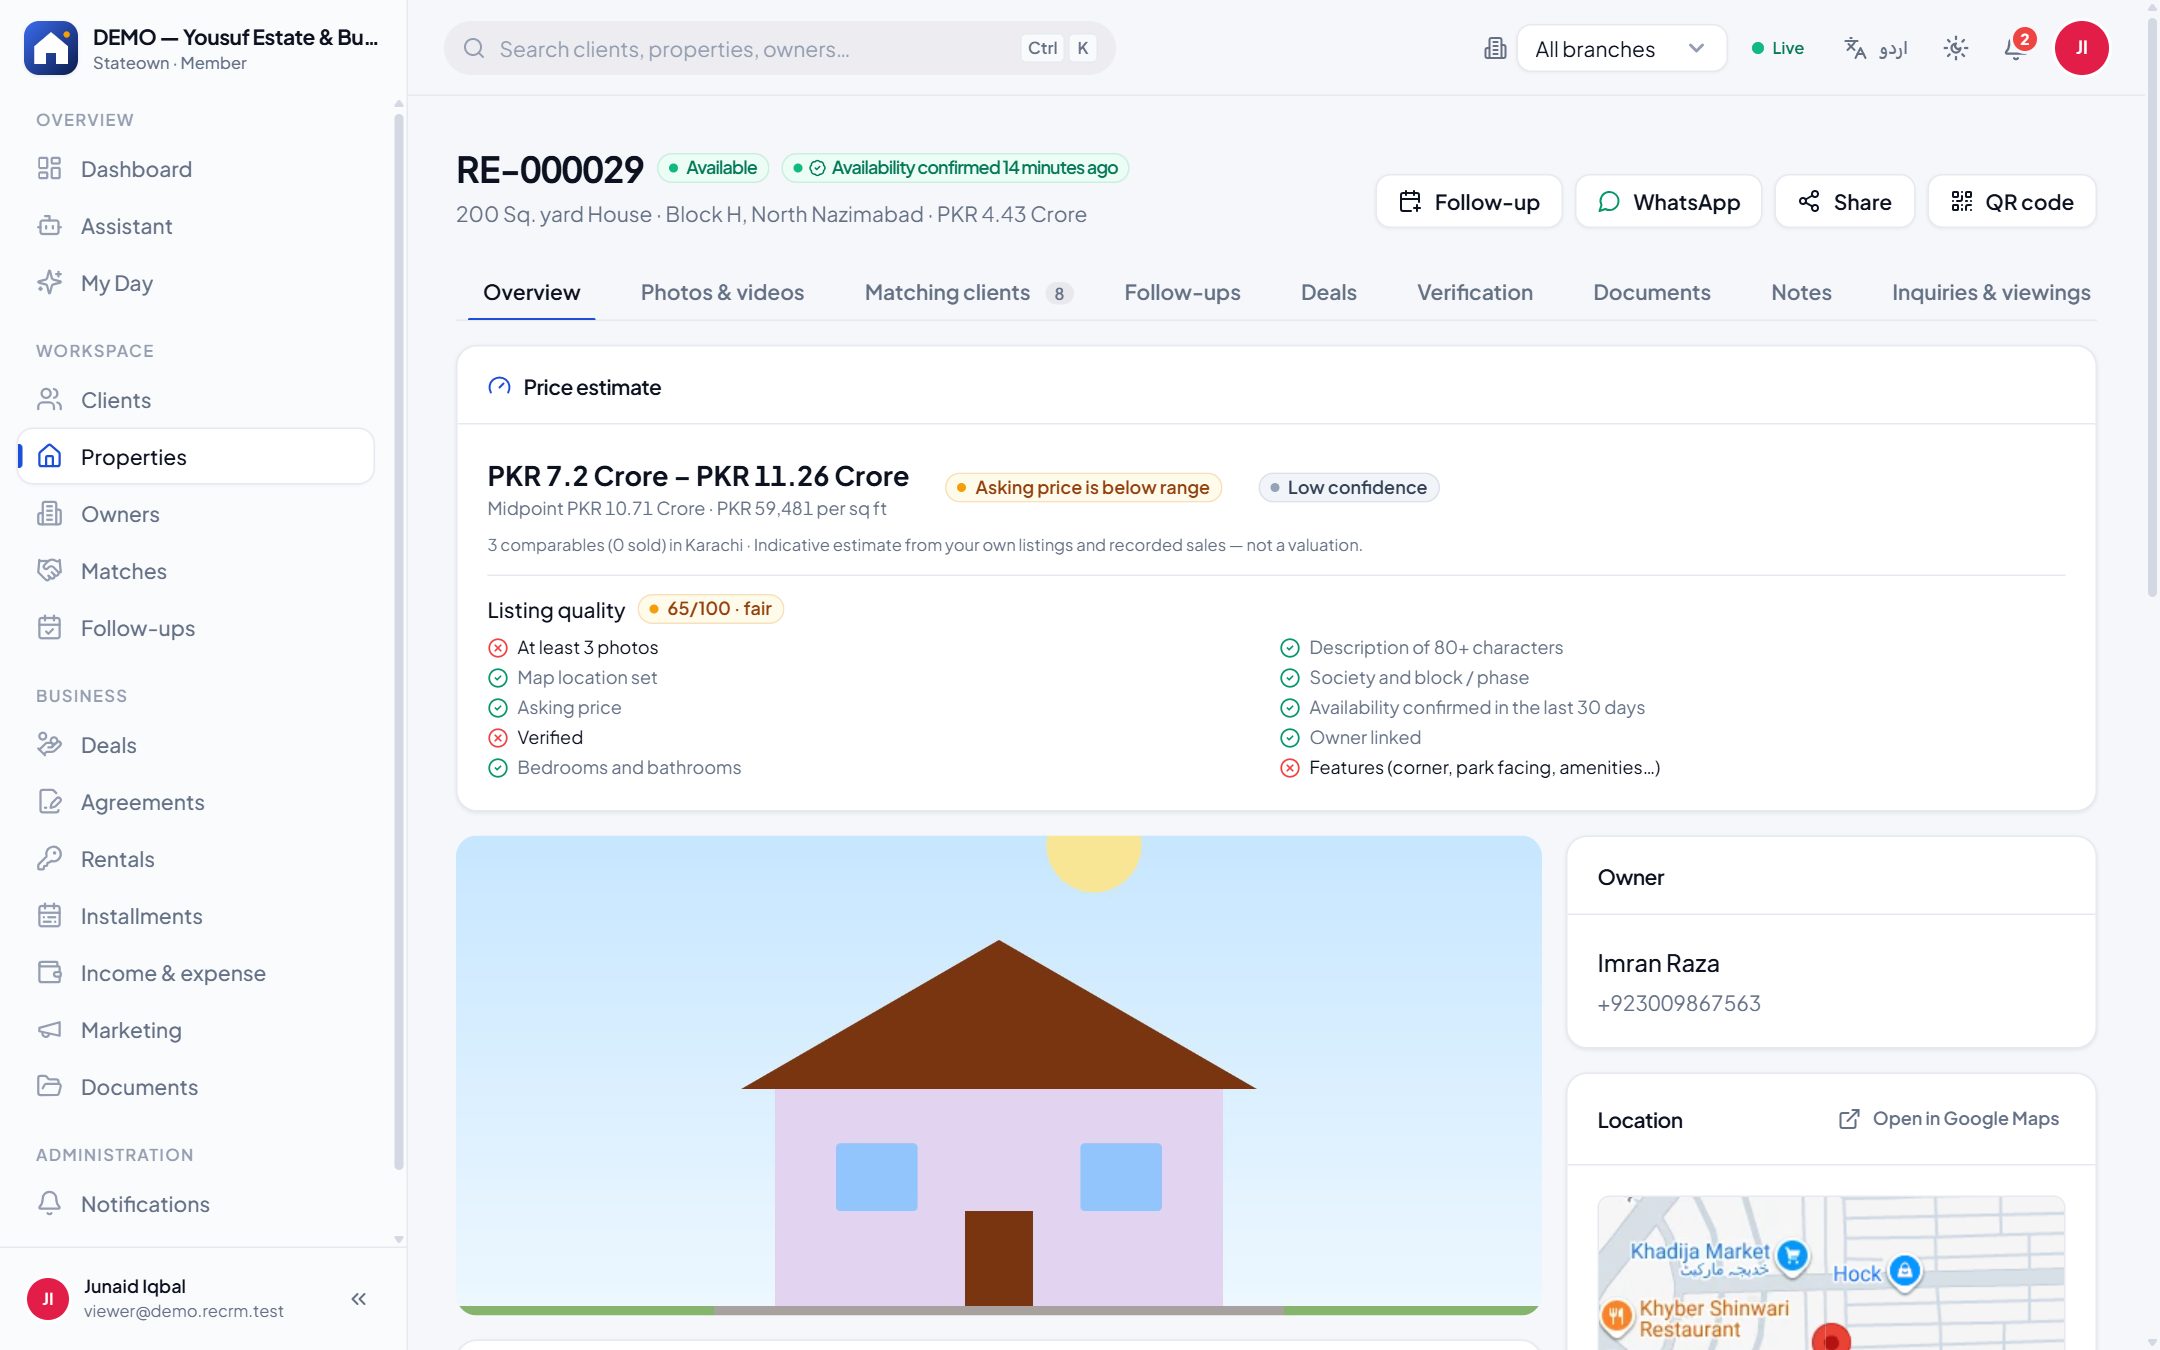 DEMO — Yousuf Estate & Bu...
Stateown · Member
OVERVIEW
Dashboard
Assistant
My Day
WORKSPACE
Clients
Properties
Owners
Matches
Follow-ups
BUSINESS
Deals
Agreements
Rentals
Installments
Income & expense
Marketing
Documents
ADMINISTRATION
Notifications
JI
Junaid Iqbal
viewer@demo.recrm.test
Search clients, properties, owners...
Ctrl K
All branches
Live
اردو
2
JI
RE-000029
Available
Availability confirmed 14 minutes ago
200 Sq. yard House · Block H, North Nazimabad · PKR 4.43 Crore
Follow-up
WhatsApp
Share
QR code
Overview
Photos & videos
Matching clients 8
Follow-ups
Deals
Verification
Documents
Notes
Inquiries & viewings
Price estimate
PKR 7.2 Crore – PKR 11.26 Crore
Asking price is below range
Low confidence
Midpoint PKR 10.71 Crore · PKR 59,481 per sq ft
3 comparables (0 sold) in Karachi · Indicative estimate from your own listings and recorded sales — not a valuation.
Listing quality
65/100 · fair
At least 3 photos
Description of 80+ characters
Map location set
Society and block / phase
Asking price
Availability confirmed in the last 30 days
Verified
Owner linked
Bedrooms and bathrooms
Features (corner, park facing, amenities...)
Owner
Imran Raza
+923009867563
Location
Open in Google Maps
Khadija Market
خدیجہ مارکیٹ
Hock
Khyber Shinwari
Restaurant